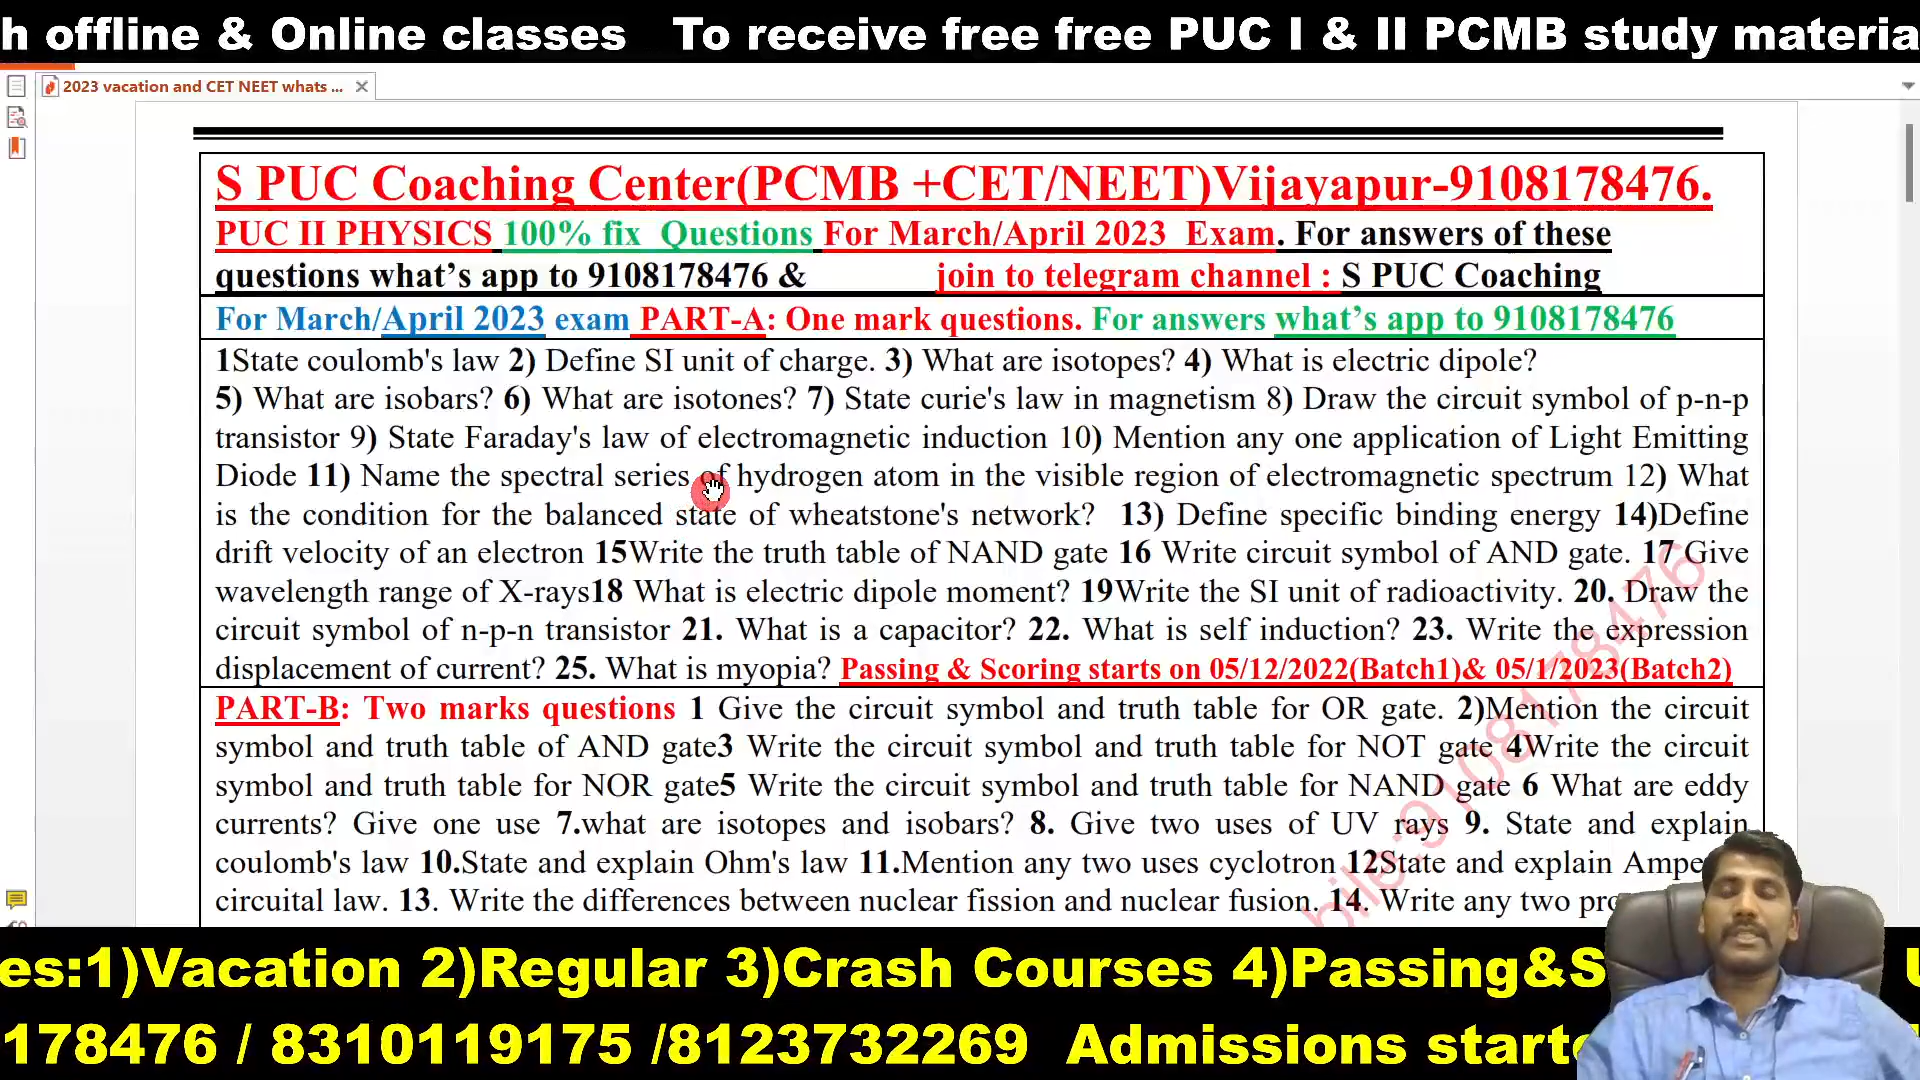 h offline & Online classes   To receive free free PUC I & II PCMB study materia
2023 vacation and CET NEET whats ...
S PUC Coaching Center(PCMB +CET/NEET)Vijayapur-9108178476.
PUC II PHYSICS 100% fix Questions For March/April 2023 Exam. For answers of these
questions what's app to 9108178476 & join to telegram channel : S PUC Coaching
For March/April 2023 exam PART-A: One mark questions. For answers what's app to 9108178476
1State coulomb's law 2) Define SI unit of charge. 3) What are isotopes? 4) What is electric dipole?
5) What are isobars? 6) What are isotones? 7) State curie's law in magnetism 8) Draw the circuit symbol of p-n-p
transistor 9) State Faraday's law of electromagnetic induction 10) Mention any one application of Light Emitting
Diode 11) Name the spectral series of hydrogen atom in the visible region of electromagnetic spectrum 12) What
is the condition for the balanced state of wheatstone's network? 13) Define specific binding energy 14)Define
drift velocity of an electron 15Write the truth table of NAND gate 16 Write circuit symbol of AND gate. 17 Give
wavelength range of X-rays18 What is electric dipole moment? 19Write the SI unit of radioactivity. 20. Draw the
circuit symbol of n-p-n transistor 21. What is a capacitor? 22. What is self induction? 23. Write the expression
displacement of current? 25. What is myopia? Passing & Scoring starts on 05/12/2022(Batch1)& 05/1/2023(Batch2)
PART-B: Two marks questions 1 Give the circuit symbol and truth table for OR gate. 2)Mention the circuit
symbol and truth table of AND gate3 Write the circuit symbol and truth table for NOT gate 4Write the circuit
symbol and truth table for NOR gate5 Write the circuit symbol and truth table for NAND gate 6 What are eddy
currents? Give one use 7.what are isotopes and isobars? 8. Give two uses of UV rays 9. State and explain
coulomb's law 10.State and explain Ohm's law 11.Mention any two uses cyclotron 12State and explain Ampe
circuital law. 13. Write the differences between nuclear fission and nuclear fusion. 14. Write any two pro
bile:9108178476
es:1)Vacation 2)Regular 3)Crash Courses 4)Passing&S
178476 / 8310119175 /8123732269   Admissions starte